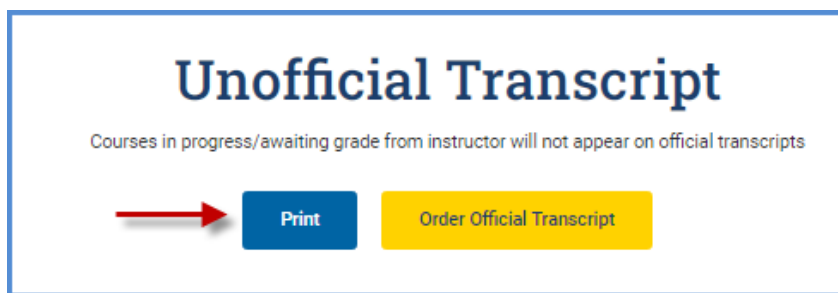 Unofficial Transcript
Courses in progress/awaiting grade from instructor will not appear on official transcripts
Print
Order Official Transcript